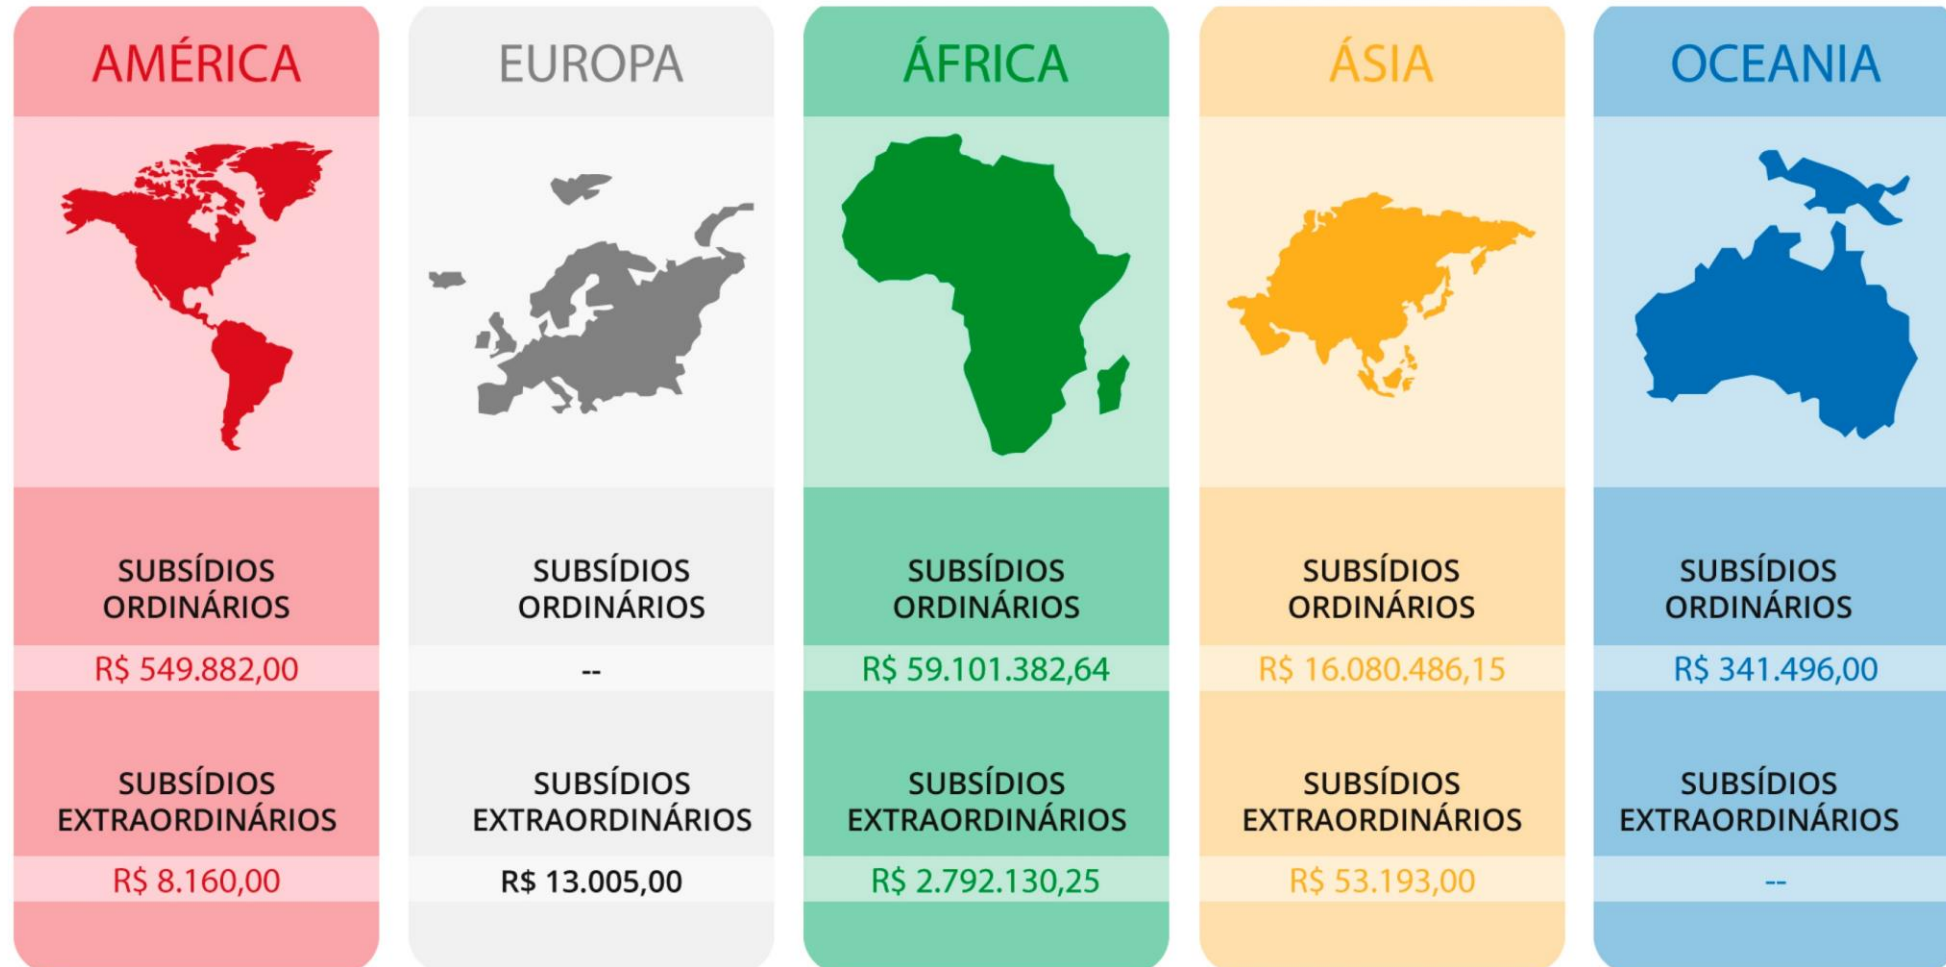 AMÉRICA
SUBSÍDIOS
ORDINÁRIOS
R$ 549.882,00
SUBSÍDIOS
EXTRAORDINÁRIOS
R$ 8.160,00
EUROPA
SUBSÍDIOS
ORDINÁRIOS
--
SUBSÍDIOS
EXTRAORDINÁRIOS
R$ 13.005,00
ÁFRICA
SUBSÍDIOS
ORDINÁRIOS
R$ 59.101.382,64
SUBSÍDIOS
EXTRAORDINÁRIOS
R$ 2.792.130,25
ÁSIA
SUBSÍDIOS
ORDINÁRIOS
R$ 16.080.486,15
SUBSÍDIOS
EXTRAORDINÁRIOS
R$ 53.193,00
OCEANIA
SUBSÍDIOS
ORDINÁRIOS
R$ 341.496,00
SUBSÍDIOS
EXTRAORDINÁRIOS
--